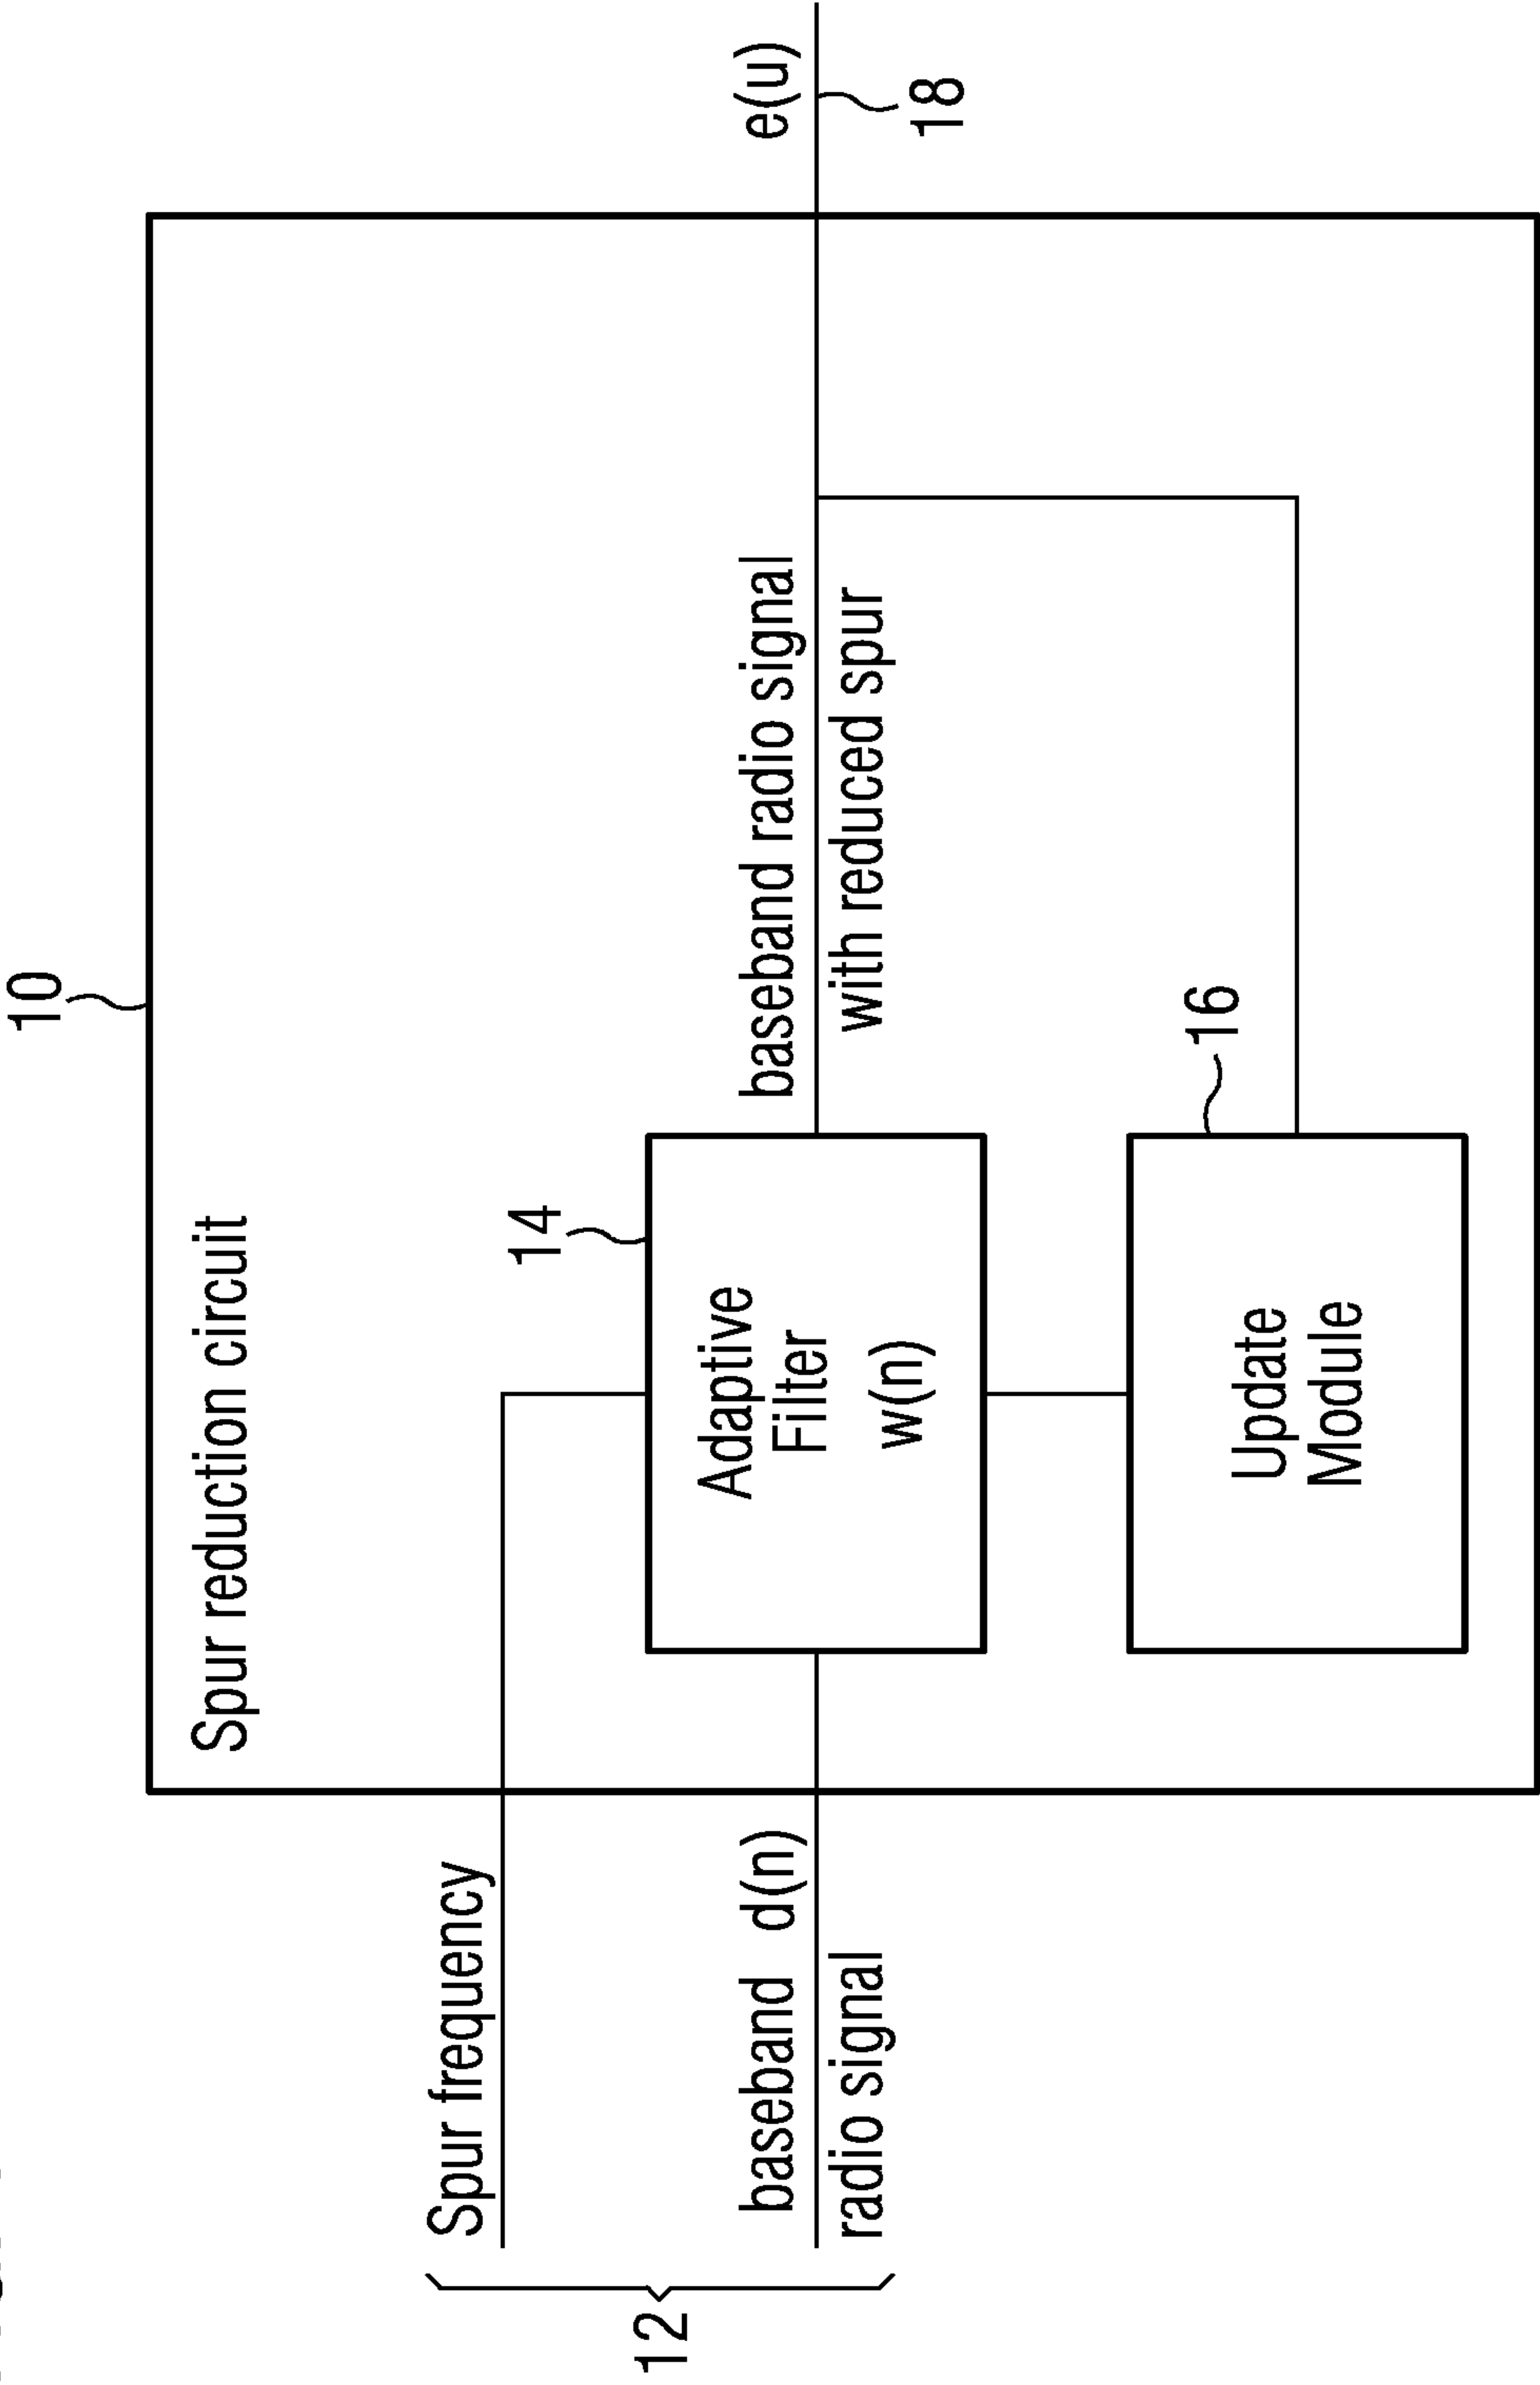 10
Spur reduction circuit
Spur frequency
14
12
baseband d(n)
radio signal
Adaptive
Filter
w(n)
baseband radio signal
with reduced spur
e(u)
18
16
Update
Module